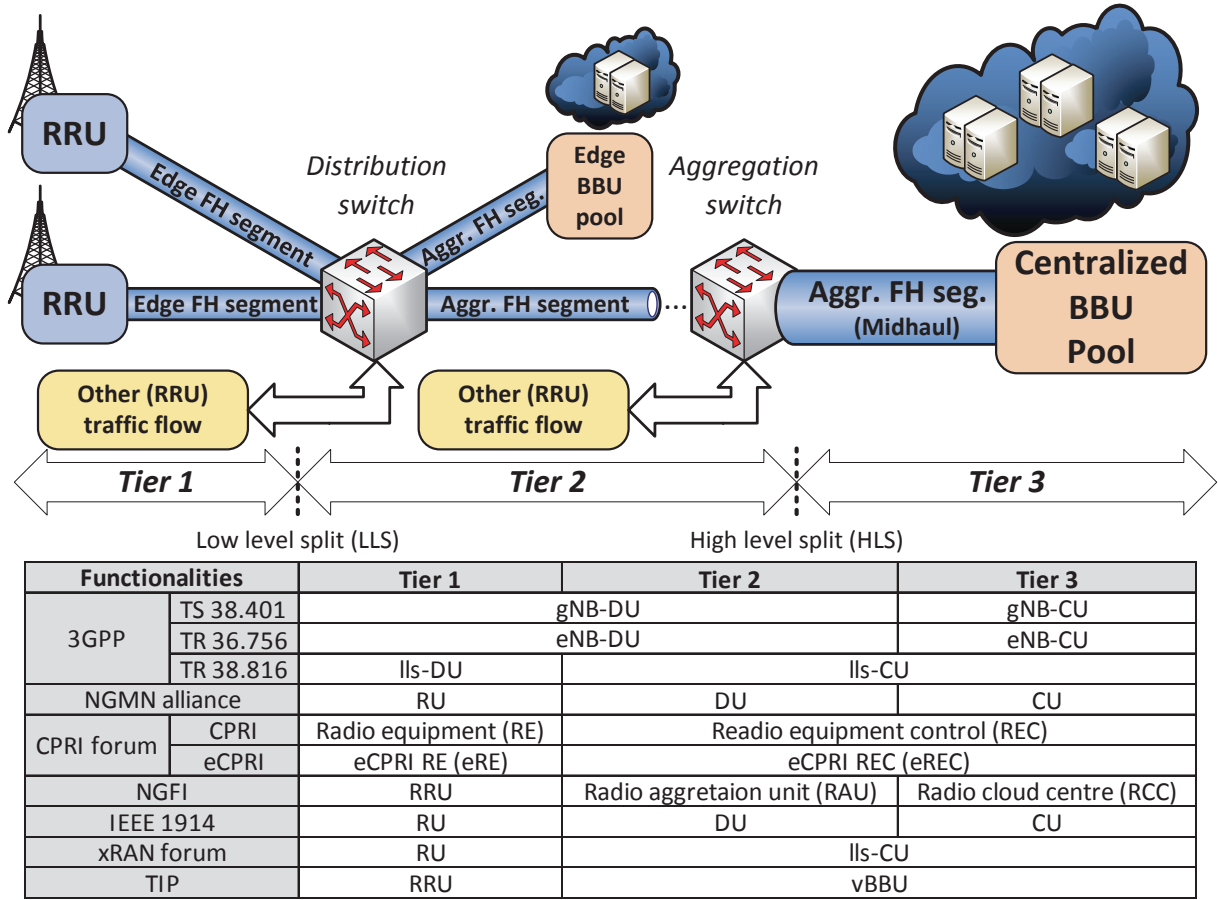 RRU
Edge FH segment
Distribution
switch
Aggr. FH seg.
Edge
BBU
pool
Aggregation
switch
RRU
Edge FH segment
Aggr. FH segment
...
Aggr. FH seg.
(Midhaul)
Centralized
BBU
Pool
Other (RRU)
traffic flow
Other (RRU)
traffic flow
Tier 1
Tier 2
Tier 3
Low level split (LLS)
High level split (HLS)
Functionalities Tier 1 Tier 2 Tier 3
3GPP
TS 38.401 gNB-DU gNB-CU
TR 36.756 eNB-DU eNB-CU
TR 38.816 lls-DU lls-CU
NGMN alliance RU DU CU
CPRI forum
CPRI Radio equipment (RE) Readio equipment control (REC)
eCPRI eCPRI RE (eRE) eCPRI REC (eREC)
NGFI RRU Radio aggretaion unit (RAU) Radio cloud centre (RCC)
IEEE 1914 RU DU CU
xRAN forum RU lls-CU
TIP RRU vBBU